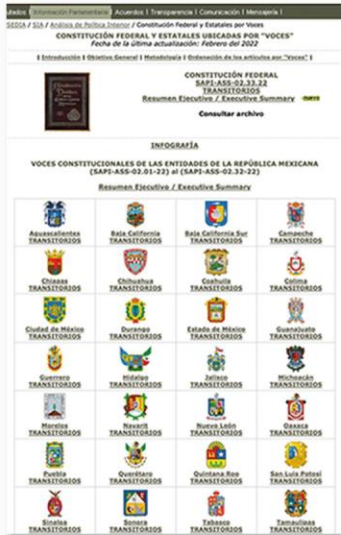 utados | Información Parlamentaria Acuerdos | Transparencia | Comunicación | Mensajería |
SEDIA / SIA / Análisis de Política Interior / Constitución Federal y Estatales por Voces
CONSTITUCIÓN FEDERAL Y ESTATALES UBICADAS POR "VOCES"
Fecha de la última actualización: Febrero del 2022
| Introducción | Objetivo General | Metodología | Ordenación de los artículos por "Voces" |
CONSTITUCIÓN FEDERAL
SAPI-ASS-02.33.22
TRANSITORIOS
Resumen Ejecutivo / Executive Summary
Consultar archivo
INFOGRAFÍA
VOCES CONSTITUCIONALES DE LAS ENTIDADES DE LA REPÚBLICA MEXICANA
(SAPI-ASS-02.01-22) al (SAPI-ASS-02.32-22)
Resumen Ejecutivo / Executive Summary
Aguascalientes Baja California Baja California Sur Campeche
TRANSITORIOS TRANSITORIOS TRANSITORIOS TRANSITORIOS
Chiapas Chihuahua Coahuila Colima
TRANSITORIOS TRANSITORIOS TRANSITORIOS TRANSITORIOS
Ciudad de México Durango Estado de México Guanajuato
TRANSITORIOS TRANSITORIOS TRANSITORIOS TRANSITORIOS
Guerrero Hidalgo Jalisco Michoacán
TRANSITORIOS TRANSITORIOS TRANSITORIOS TRANSITORIOS
Morelos Nayarit Nuevo León Oaxaca
TRANSITORIOS TRANSITORIOS TRANSITORIOS TRANSITORIOS
Puebla Querétaro Quintana Roo San Luis Potosí
TRANSITORIOS TRANSITORIOS TRANSITORIOS TRANSITORIOS
Sinaloa Sonora Tabasco Tamaulipas
TRANSITORIOS TRANSITORIOS TRANSITORIOS TRANSITORIOS